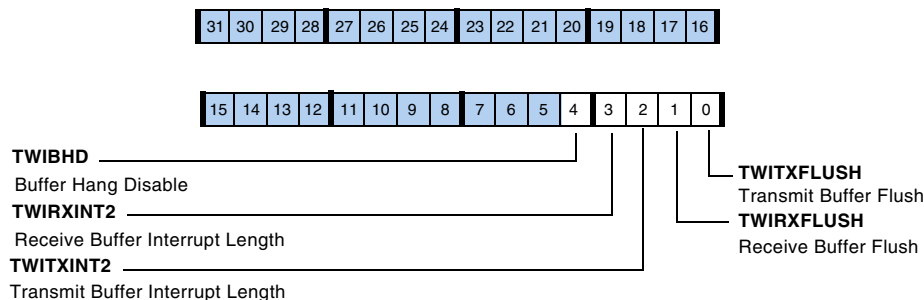 31 30 29 28 27 26 25 24 23 22 21 20 19 18 17 16
15 14 13 12 11 10 9 8 7 6 5 4 3 2 1 0
TWIBHD
Buffer Hang Disable
TWIRXINT2
Receive Buffer Interrupt Length
TWITXINT2
Transmit Buffer Interrupt Length
TWITXFLUSH
Transmit Buffer Flush
TWIRXFLUSH
Receive Buffer Flush